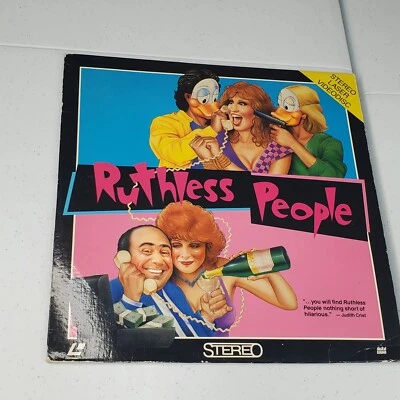 STEREO
LASER
VIDEODISC
Ruthless People
"...you will find Ruthless
People nothing short of
hilarious."
— Judith Crist
STEREO